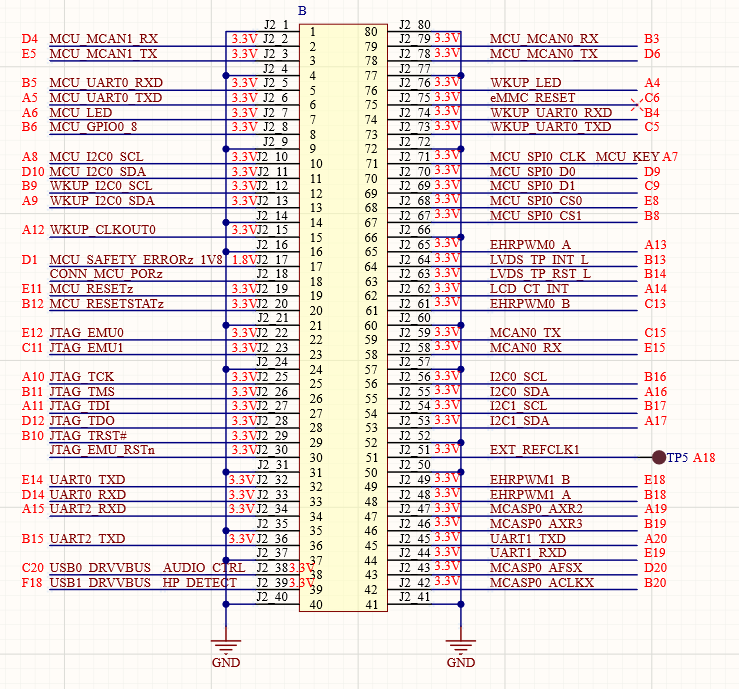 B
J2_1 1 80 J2_80
D4 MCU_MCAN1_RX 3.3V J2_2 2 79 J2_79 3.3V MCU_MCAN0_RX B3
E5 MCU_MCAN1_TX 3.3V J2_3 3 78 J2_78 3.3V MCU_MCAN0_TX D6
J2_4 4 77 J2_77
B5 MCU_UART0_RXD 3.3V J2_5 5 76 J2_76 3.3V WKUP_LED A4
A5 MCU_UART0_TXD 3.3V J2_6 6 75 J2_75 3.3V eMMC_RESET C6
A6 MCU_LED 3.3V J2_7 7 74 J2_74 3.3V WKUP_UART0_RXD B4
B6 MCU_GPIO0_8 3.3V J2_8 8 73 J2_73 3.3V WKUP_UART0_TXD C5
J2_9 9 72 J2_72
A8 MCU_I2C0_SCL 3.3V J2_10 10 71 J2_71 3.3V MCU_SPI0_CLK MCU_KEY A7
D10 MCU_I2C0_SDA 3.3V J2_11 11 70 J2_70 3.3V MCU_SPI0_D0 D9
B9 WKUP_I2C0_SCL 3.3V J2_12 12 69 J2_69 3.3V MCU_SPI0_D1 C9
A9 WKUP_I2C0_SDA 3.3V J2_13 13 68 J2_68 3.3V MCU_SPI0_CS0 E8
J2_14 14 67 J2_67 3.3V MCU_SPI0_CS1 B8
A12 WKUP_CLKOUT0 3.3V J2_15 15 66 J2_66
J2_16 16 65 J2_65 3.3V EHRPWM0_A A13
D1 MCU_SAFETY_ERRORz_1V8 1.8V J2_17 17 64 J2_64 3.3V LVDS_TP_INT_L B13
CONN_MCU_PORz J2_18 18 63 J2_63 3.3V LVDS_TP_RST_L B14
E11 MCU_RESETz 3.3V J2_19 19 62 J2_62 3.3V LCD_CT_INT A14
B12 MCU_RESETSTATz 3.3V J2_20 20 61 J2_61 3.3V EHRPWM0_B C13
J2_21 21 60 J2_60
E12 JTAG_EMU0 3.3V J2_22 22 59 J2_59 3.3V MCAN0_TX C15
C11 JTAG_EMU1 3.3V J2_23 23 58 J2_58 3.3V MCAN0_RX E15
J2_24 24 57 J2_57
A10 JTAG_TCK 3.3V J2_25 25 56 J2_56 3.3V I2C0_SCL B16
B11 JTAG_TMS 3.3V J2_26 26 55 J2_55 3.3V I2C0_SDA A16
A11 JTAG_TDI 3.3V J2_27 27 54 J2_54 3.3V I2C1_SCL B17
D12 JTAG_TDO 3.3V J2_28 28 53 J2_53 3.3V I2C1_SDA A17
B10 JTAG_TRST# 3.3V J2_29 29 52 J2_52
JTAG_EMU_RSTn 3.3V J2_30 30 51 J2_51 3.3V EXT_REFCLK1 TP5 A18
J2_31 31 50 J2_50
E14 UART0_TXD 3.3V J2_32 32 49 J2_49 3.3V EHRPWM1_B E18
D14 UART0_RXD 3.3V J2_33 33 48 J2_48 3.3V EHRPWM1_A B18
A15 UART2_RXD 3.3V J2_34 34 47 J2_47 3.3V MCASP0_AXR2 A19
J2_35 35 46 J2_46 3.3V MCASP0_AXR3 B19
B15 UART2_TXD 3.3V J2_36 36 45 J2_45 3.3V UART1_TXD A20
J2_37 37 44 J2_44 3.3V UART1_RXD E19
C20 USB0_DRVVBUS AUDIO_CTRL J2_38 3.3V 38 43 J2_43 3.3V MCASP0_AFSX D20
F18 USB1_DRVVBUS HP_DETECT J2_39 3.3V 39 42 J2_42 3.3V MCASP0_ACLKX B20
J2_40 40 41 J2_41
GND GND